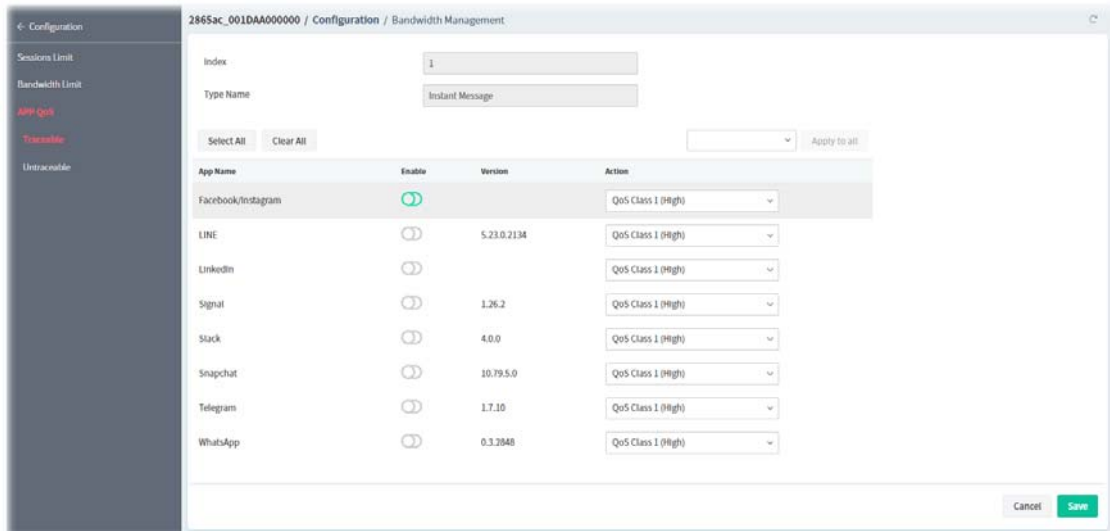 ← Configuration
Sessions Limit
Bandwidth Limit
APP QoS
Traceable
Untraceable
2865ac_001DAA000000 / Configuration / Bandwidth Management
Index 1
Type Name Instant Message
Select All Clear All Apply to all
App Name Enable Version Action
Facebook/Instagram QoS Class 1 (High)
LINE 5.23.0.2134 QoS Class 1 (High)
LinkedIn QoS Class 1 (High)
Signal 1.26.2 QoS Class 1 (High)
Slack 4.0.0 QoS Class 1 (High)
Snapchat 10.79.5.0 QoS Class 1 (High)
Telegram 1.7.10 QoS Class 1 (High)
WhatsApp 0.3.2848 QoS Class 1 (High)
Cancel Save